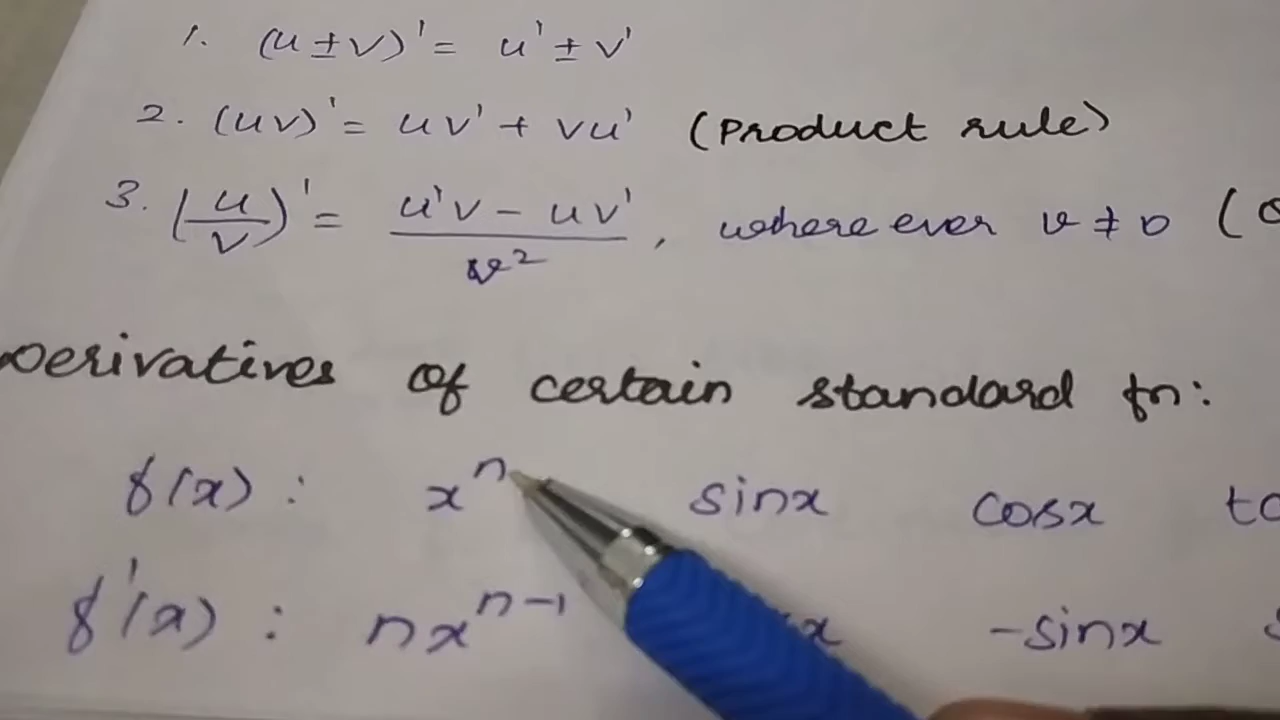 1. (u ± v)' = u' ± v'
2. (uv)' = uv' + vu' (Product rule)
3. (u/v)' = u'v - uv' / v², where ever v ≠ 0 (
Derivatives of certain standard fn:
f(x) : xⁿ sinx cosx
f'(x) : nxⁿ⁻¹ -sinx